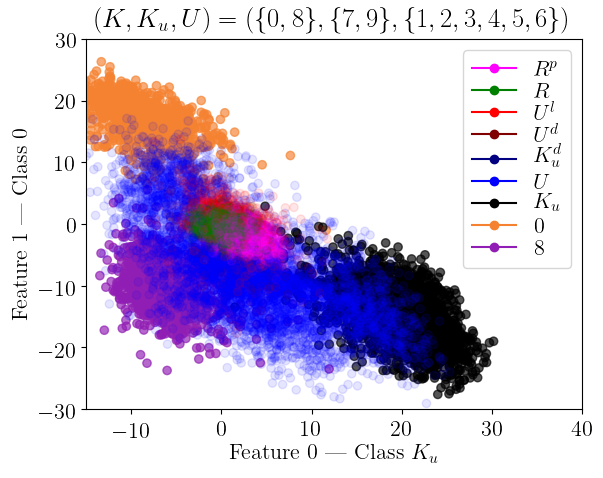 (K, K_u, U) = ({0, 8}, {7, 9}, {1, 2, 3, 4, 5, 6})
30
20
10
0
−10
−20
−30
Feature 1 — Class 0
R^p
R
U^l
U^d
K_u^d
U
K_u
0
8
−10
0
10
20
30
40
Feature 0 — Class K_u